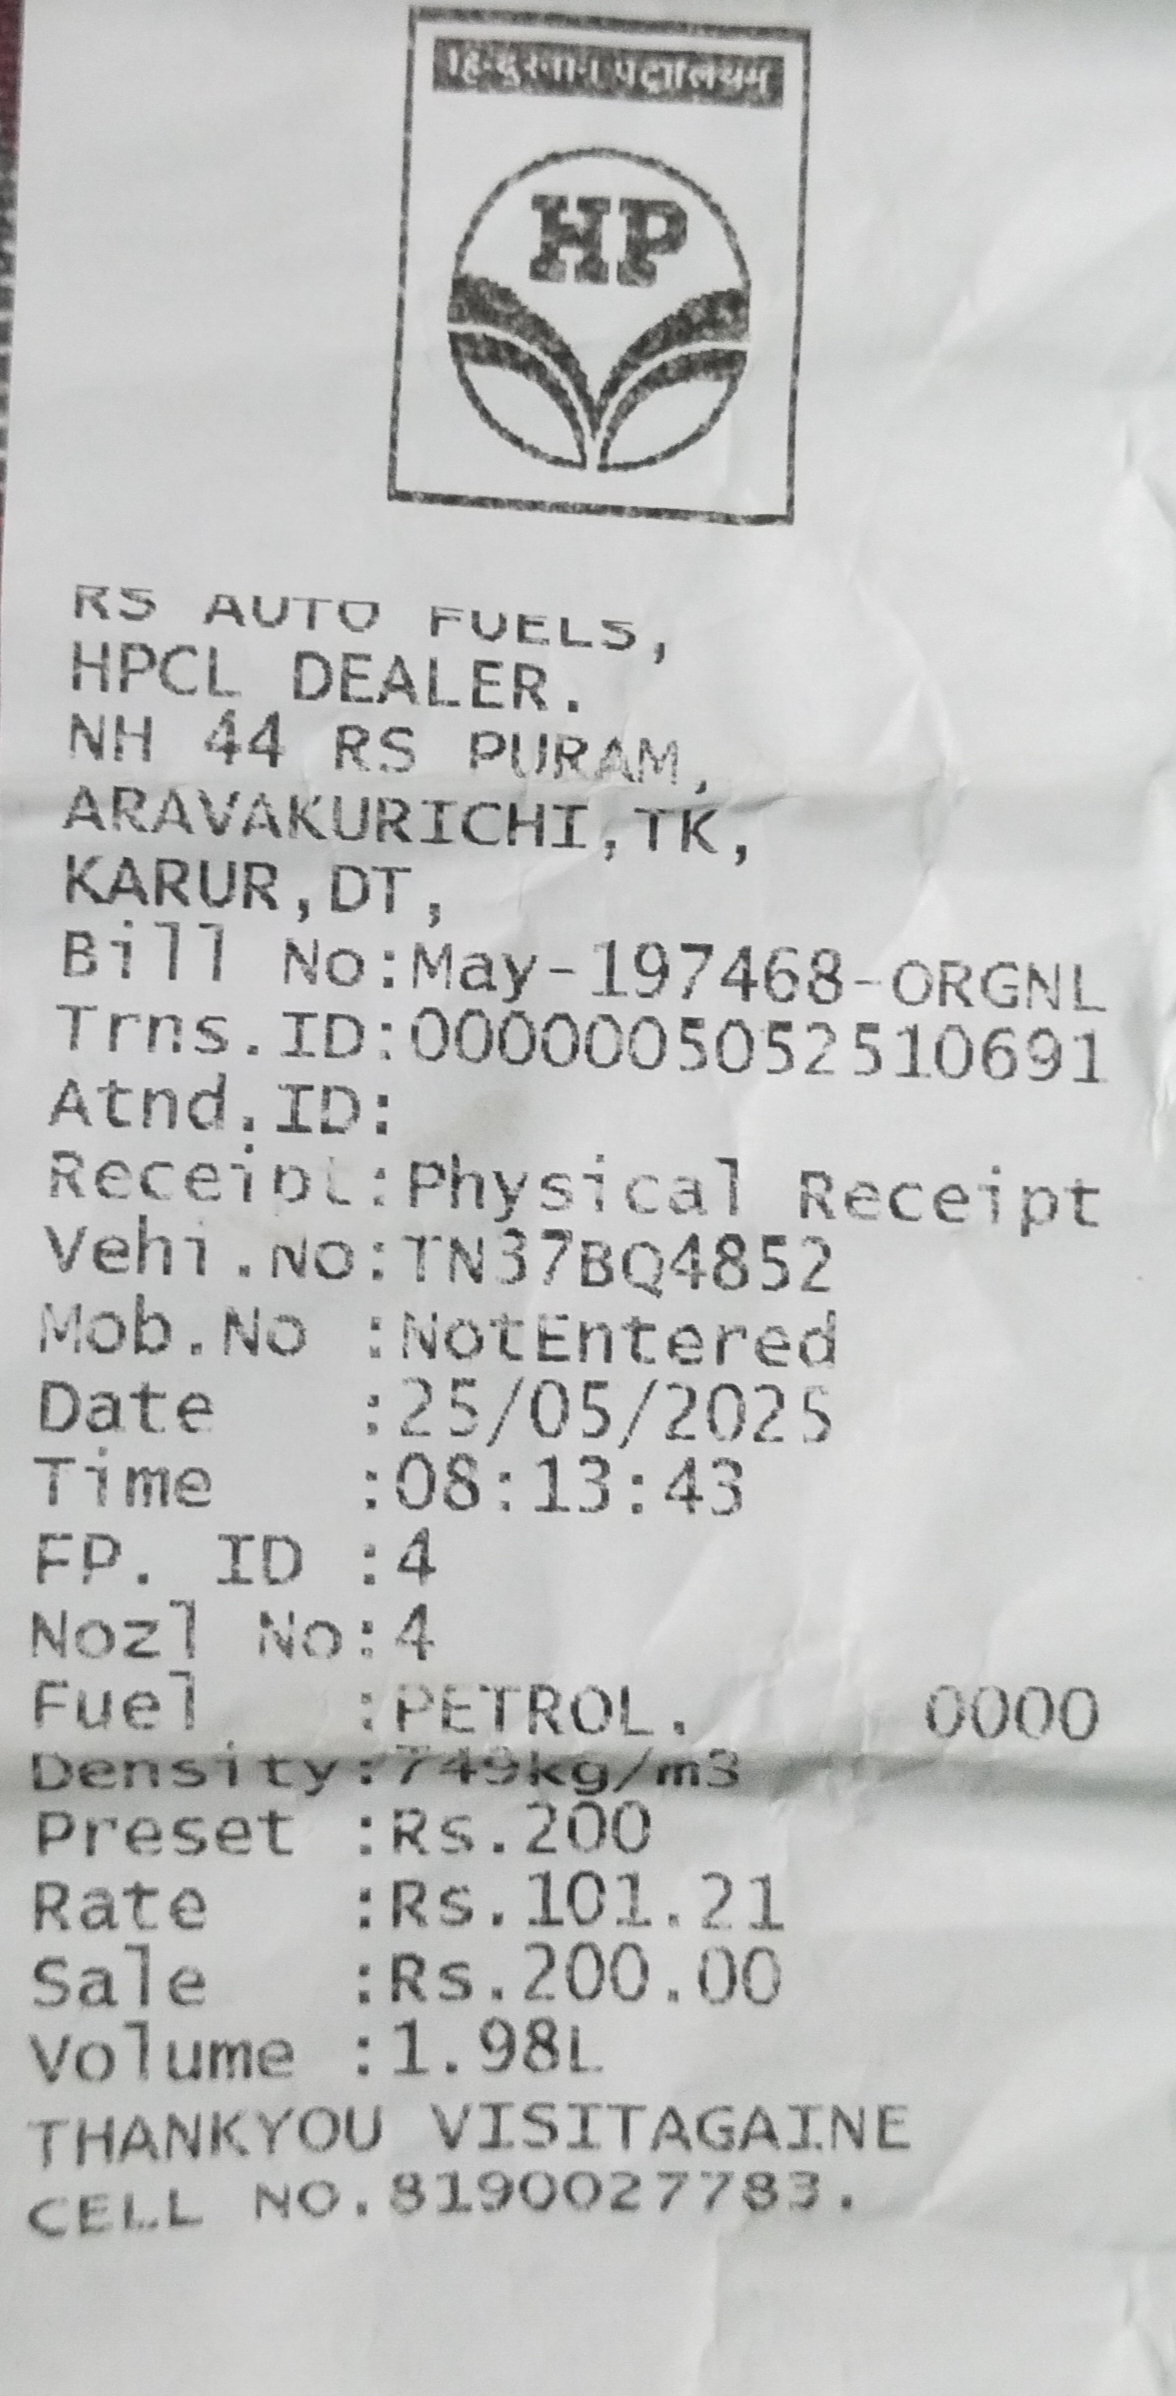 हिन्दुस्तान पेट्रोलियम
HP
RS AUTO FUELS,
HPCL DEALER.
NH 44 RS PURAM,
ARAVAKURICHI,TK,
KARUR,DT,
Bill No:May-197468-ORGNL
Trns.ID:0000005052510691
Atnd.ID:
Receipt:Physical Receipt
Vehi.No:TN37BQ4852
Mob.No :NotEntered
Date :25/05/2025
Time :08:13:43
FP. ID :4
Nozl No:4
Fuel :PETROL. 0000
Density:749kg/m3
Preset :Rs.200
Rate :Rs.101.21
Sale :Rs.200.00
Volume :1.98L
THANKYOU VISITAGAINE
CELL NO.8190027783.